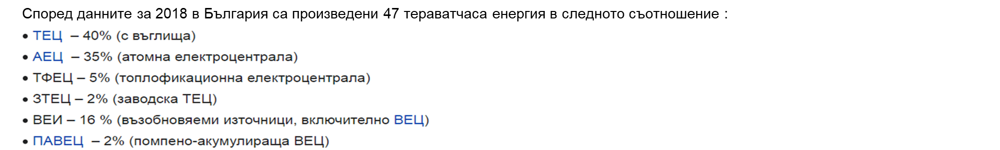 Според данните за 2018 в България са произведени 47 тераватчаса енергия в следното съотношение :
• ТЕЦ – 40% (с въглища)
• АЕЦ – 35% (атомна електроцентрала)
• ТФЕЦ – 5% (топлофикационна електроцентрала)
• ЗТЕЦ – 2% (заводска ТЕЦ)
• ВЕИ – 16 % (възобновяеми източници, включително ВЕЦ)
• ПАВЕЦ – 2% (помпено-акумулираща ВЕЦ)